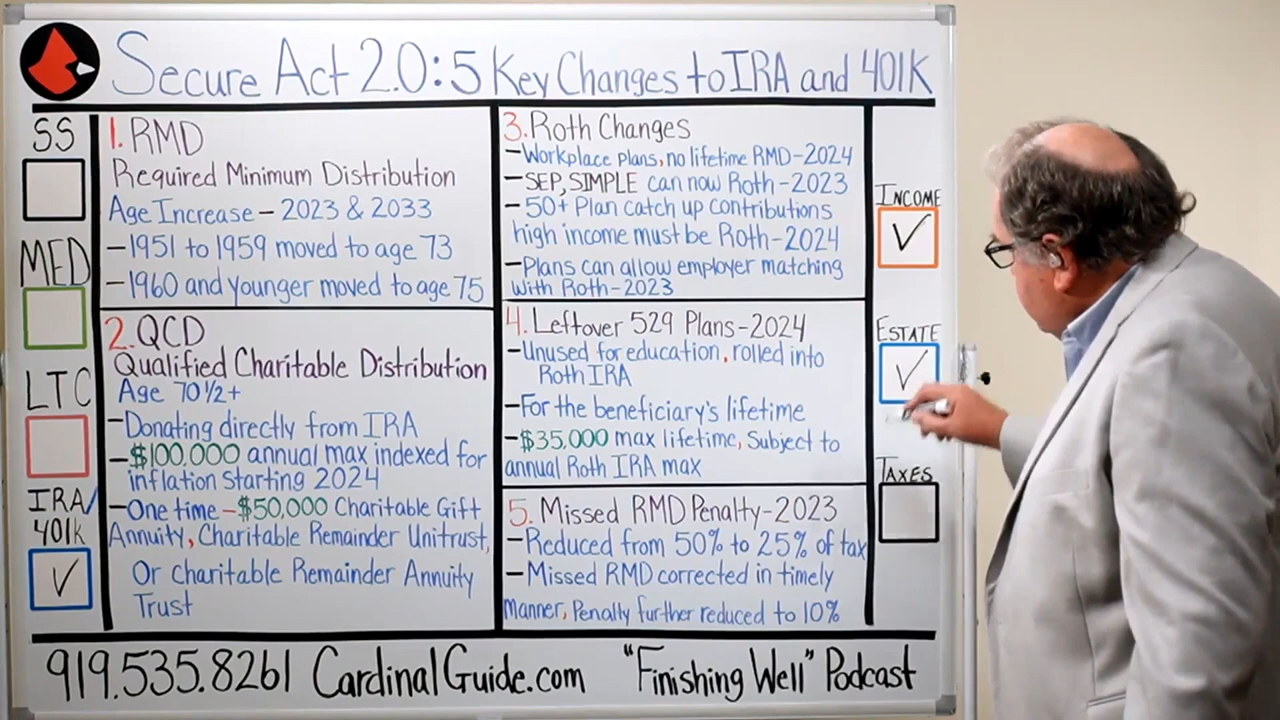 Secure Act 2.0: 5 Key Changes to IRA and 401K
SS
MED
LTC
IRA/
401k
1. RMD
Required Minimum Distribution
Age Increase – 2023 & 2033
–1951 to 1959 moved to age 73
–1960 and younger moved to age 75
2. QCD
Qualified Charitable Distribution
Age 70½+
–Donating directly from IRA
–$100,000 annual max indexed for
inflation starting 2024
–One time –$50,000 Charitable Gift
Annuity, Charitable Remainder Unitrust,
Or Charitable Remainder Annuity
Trust
3. Roth Changes
–Workplace plans, no lifetime RMD–2024
–SEP, SIMPLE can now Roth–2023
–50+ Plan catch up contributions
high income must be Roth–2024
–Plans can allow employer matching
with Roth–2023
4. Leftover 529 Plans–2024
–Unused for education, rolled into
Roth IRA
–For the beneficiary's lifetime
–$35,000 max lifetime, Subject to
annual Roth IRA max
5. Missed RMD Penalty–2023
–Reduced from 50% to 25% of tax
–Missed RMD corrected in timely
manner, Penalty further reduced to 10%
Income
Estate
Taxes
919.535.8261 CardinalGuide.com "Finishing Well" Podcast